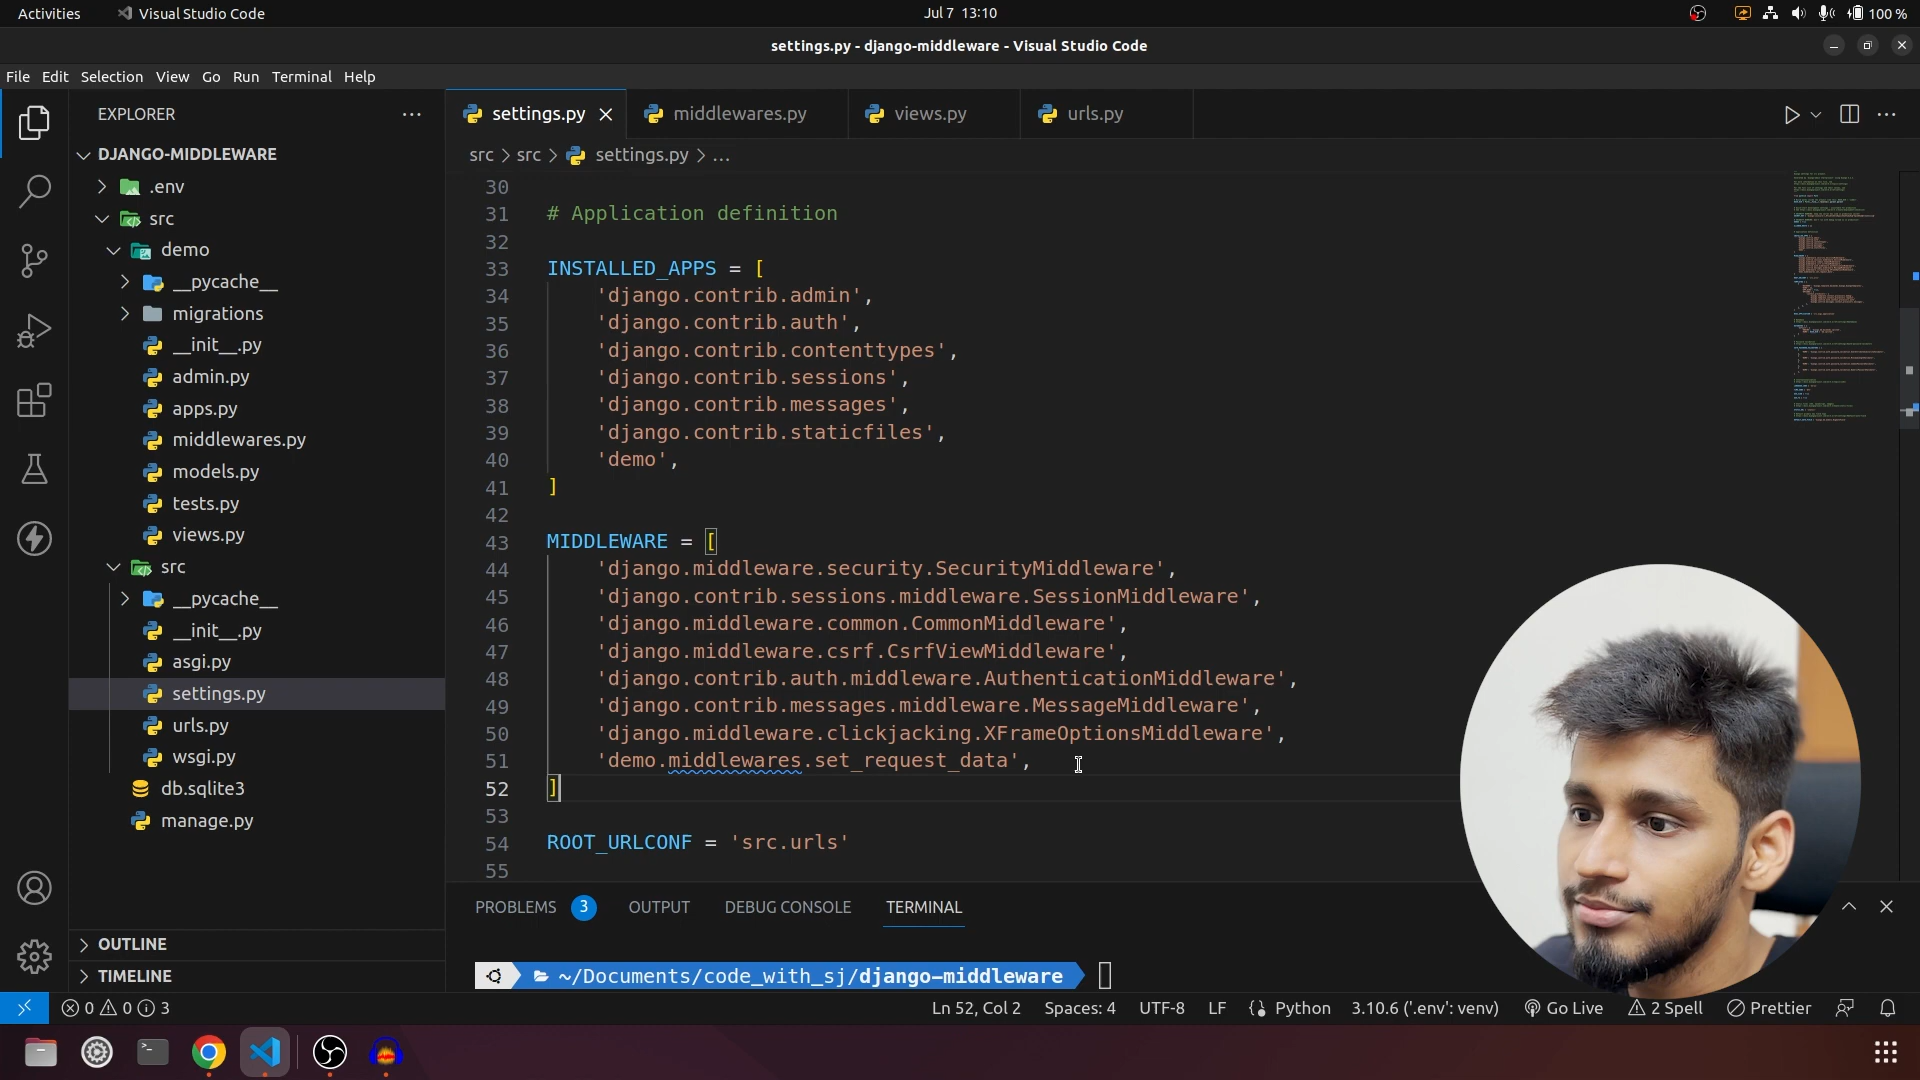 Activities
Visual Studio Code
Jul 7 13:10
100 %
settings.py - django-middleware - Visual Studio Code
File Edit Selection View Go Run Terminal Help
EXPLORER
DJANGO-MIDDLEWARE
.env
src
demo
__pycache__
migrations
__init__.py
admin.py
apps.py
middlewares.py
models.py
tests.py
views.py
src
__pycache__
__init__.py
asgi.py
settings.py
urls.py
wsgi.py
db.sqlite3
manage.py
OUTLINE
TIMELINE
settings.py
middlewares.py
views.py
urls.py
src > src > settings.py > ...
30
31 # Application definition
32
33 INSTALLED_APPS = [
34 'django.contrib.admin',
35 'django.contrib.auth',
36 'django.contrib.contenttypes',
37 'django.contrib.sessions',
38 'django.contrib.messages',
39 'django.contrib.staticfiles',
40 'demo',
41 ]
42
43 MIDDLEWARE = [
44 'django.middleware.security.SecurityMiddleware',
45 'django.contrib.sessions.middleware.SessionMiddleware',
46 'django.middleware.common.CommonMiddleware',
47 'django.middleware.csrf.CsrfViewMiddleware',
48 'django.contrib.auth.middleware.AuthenticationMiddleware',
49 'django.contrib.messages.middleware.MessageMiddleware',
50 'django.middleware.clickjacking.XFrameOptionsMiddleware',
51 'demo.middlewares.set_request_data',
52 ]
53
54 ROOT_URLCONF = 'src.urls'
55
PROBLEMS 3 OUTPUT DEBUG CONSOLE TERMINAL
~/Documents/code_with_sj/django-middleware
0 0 3
Ln 52, Col 2 Spaces: 4 UTF-8 LF Python 3.10.6 ('.env': venv) Go Live 2 Spell Prettier